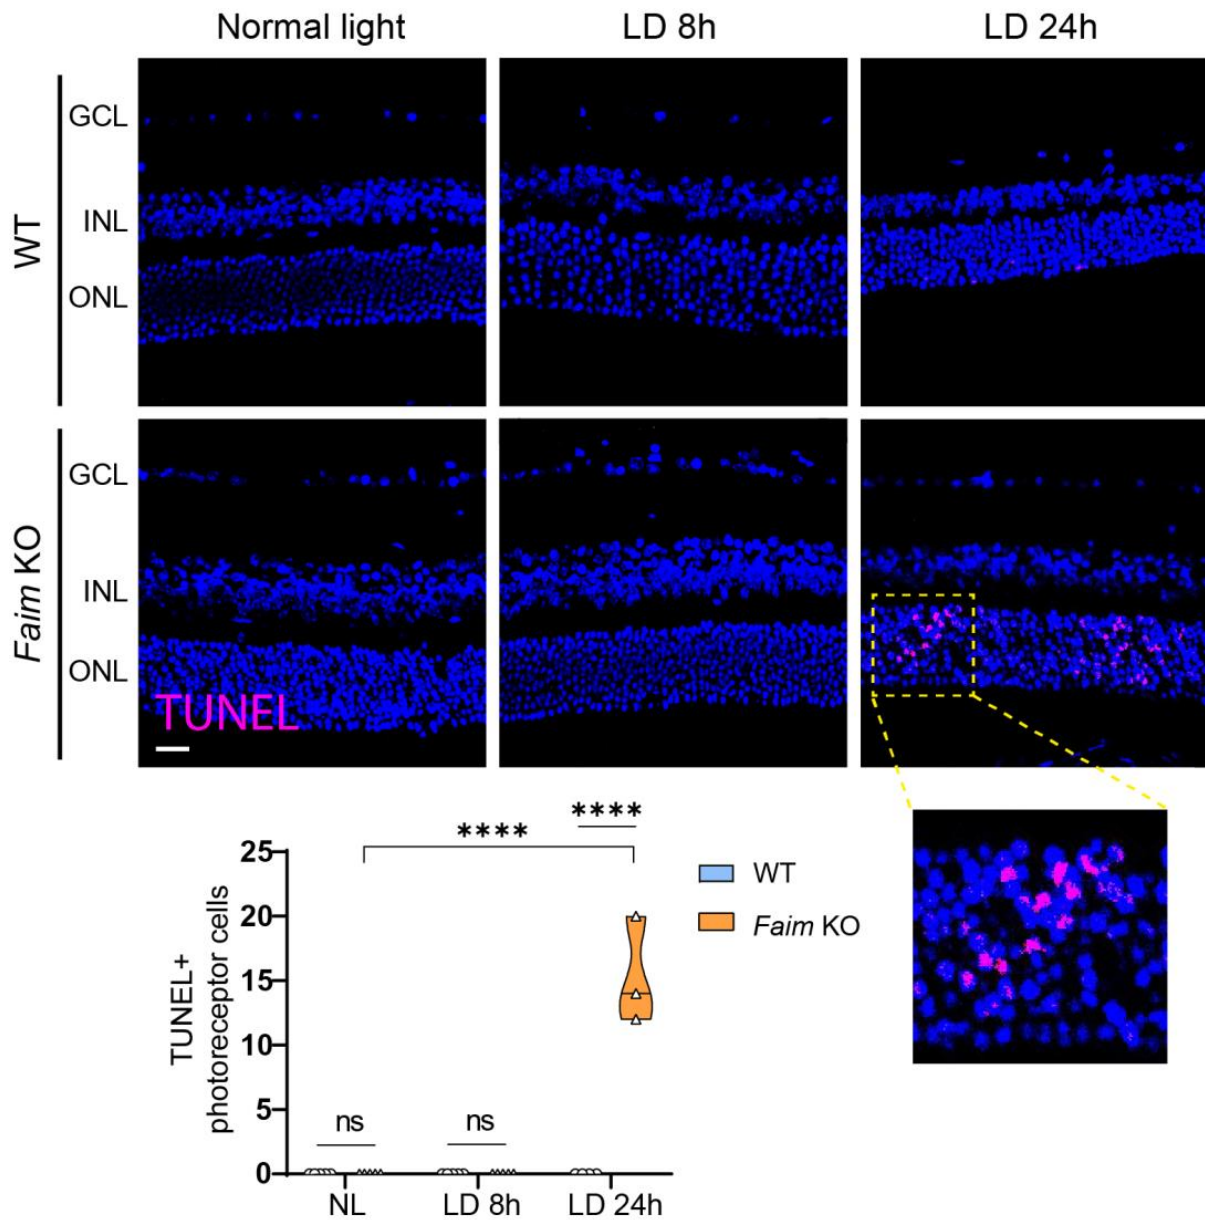 Normal light
LD 8h
LD 24h
WT
GCL
INL
ONL
Faim KO
GCL
INL
ONL
TUNEL
****
****
25
20
15
10
5
0
TUNEL+
photoreceptor cells
ns
ns
NL
LD 8h
LD 24h
WT
Faim KO